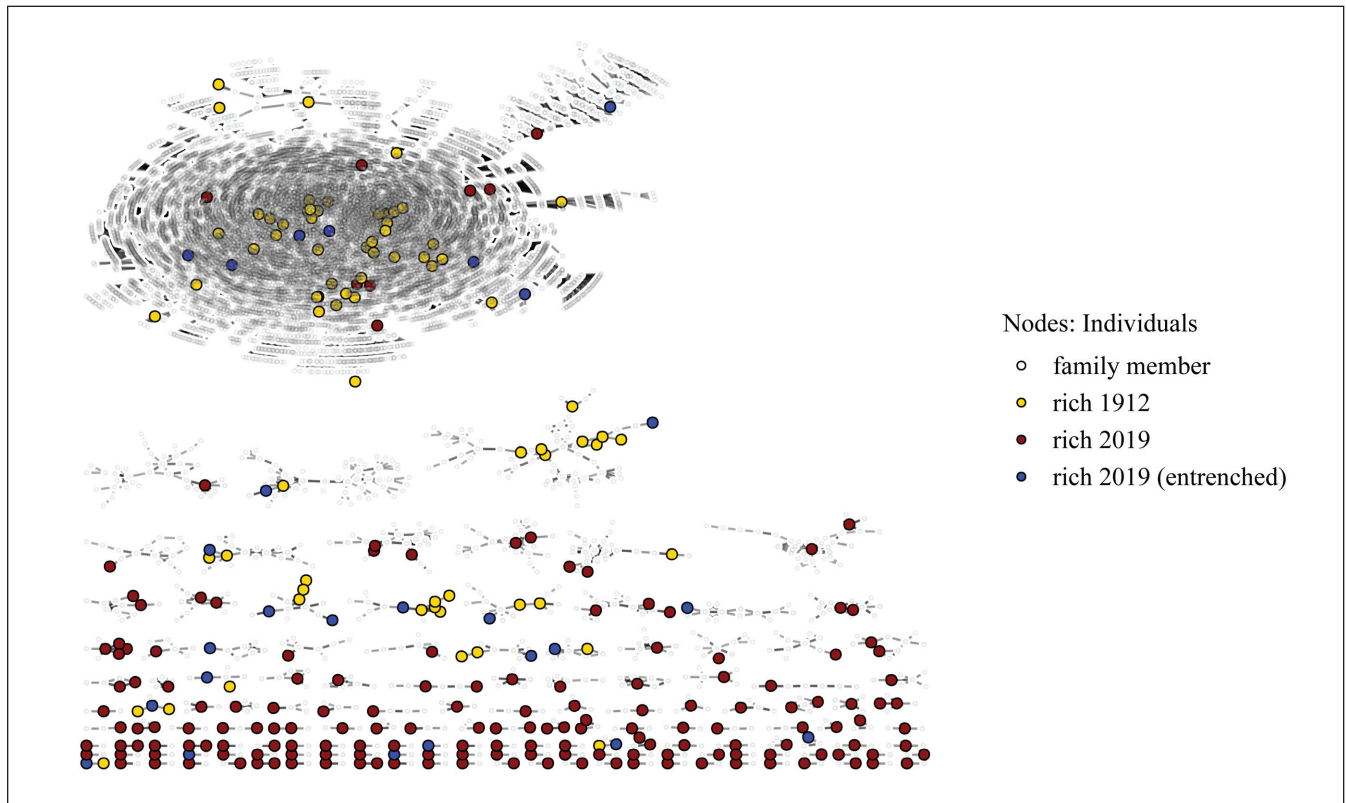 Nodes: Individuals
family member
rich 1912
rich 2019
rich 2019 (entrenched)